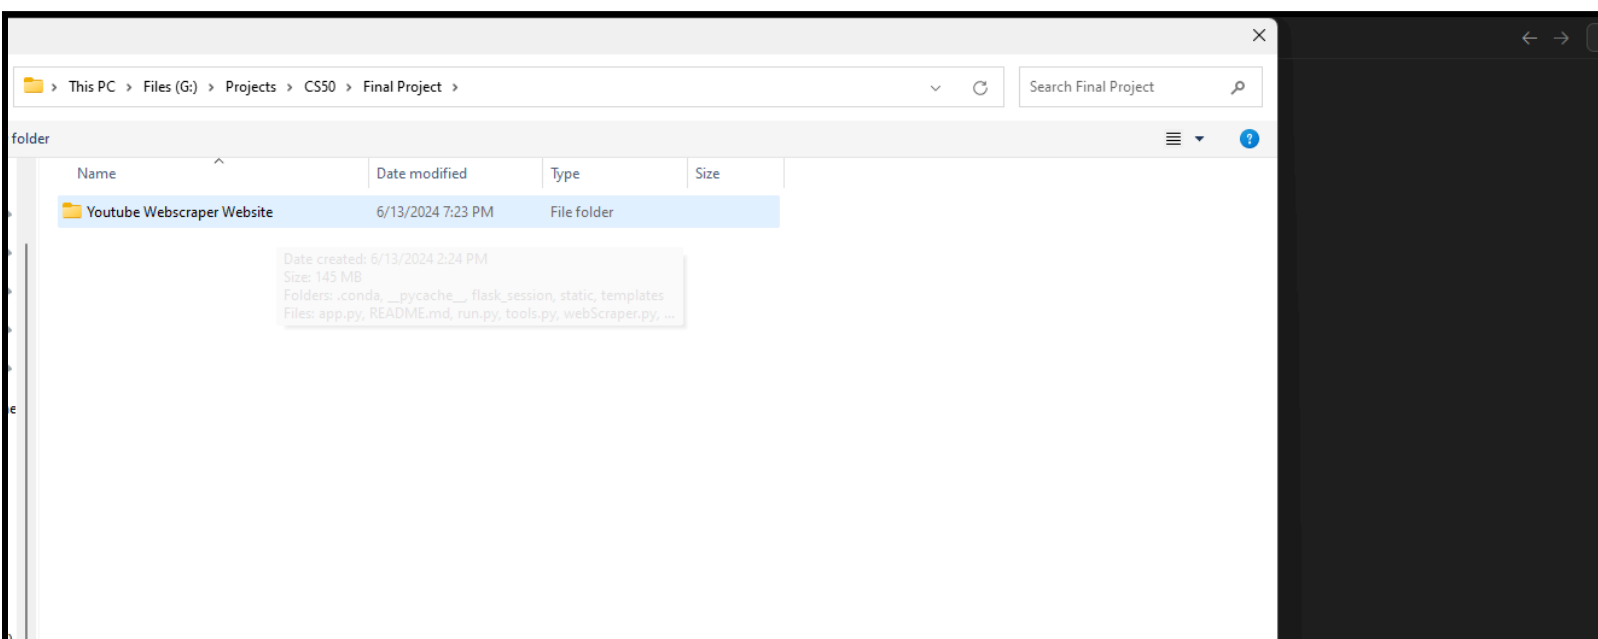 This PC > Files (G:) > Projects > CS50 > Final Project >
Search Final Project
folder
Name
Date modified
Type
Size
Youtube Webscraper Website
6/13/2024 7:23 PM
File folder
Date created: 6/13/2024 2:24 PM
Size: 145 MB
Folders: .conda, __pycache__, flask_session, static, templates
Files: app.py, README.md, run.py, tools.py, webScraper.py, ...